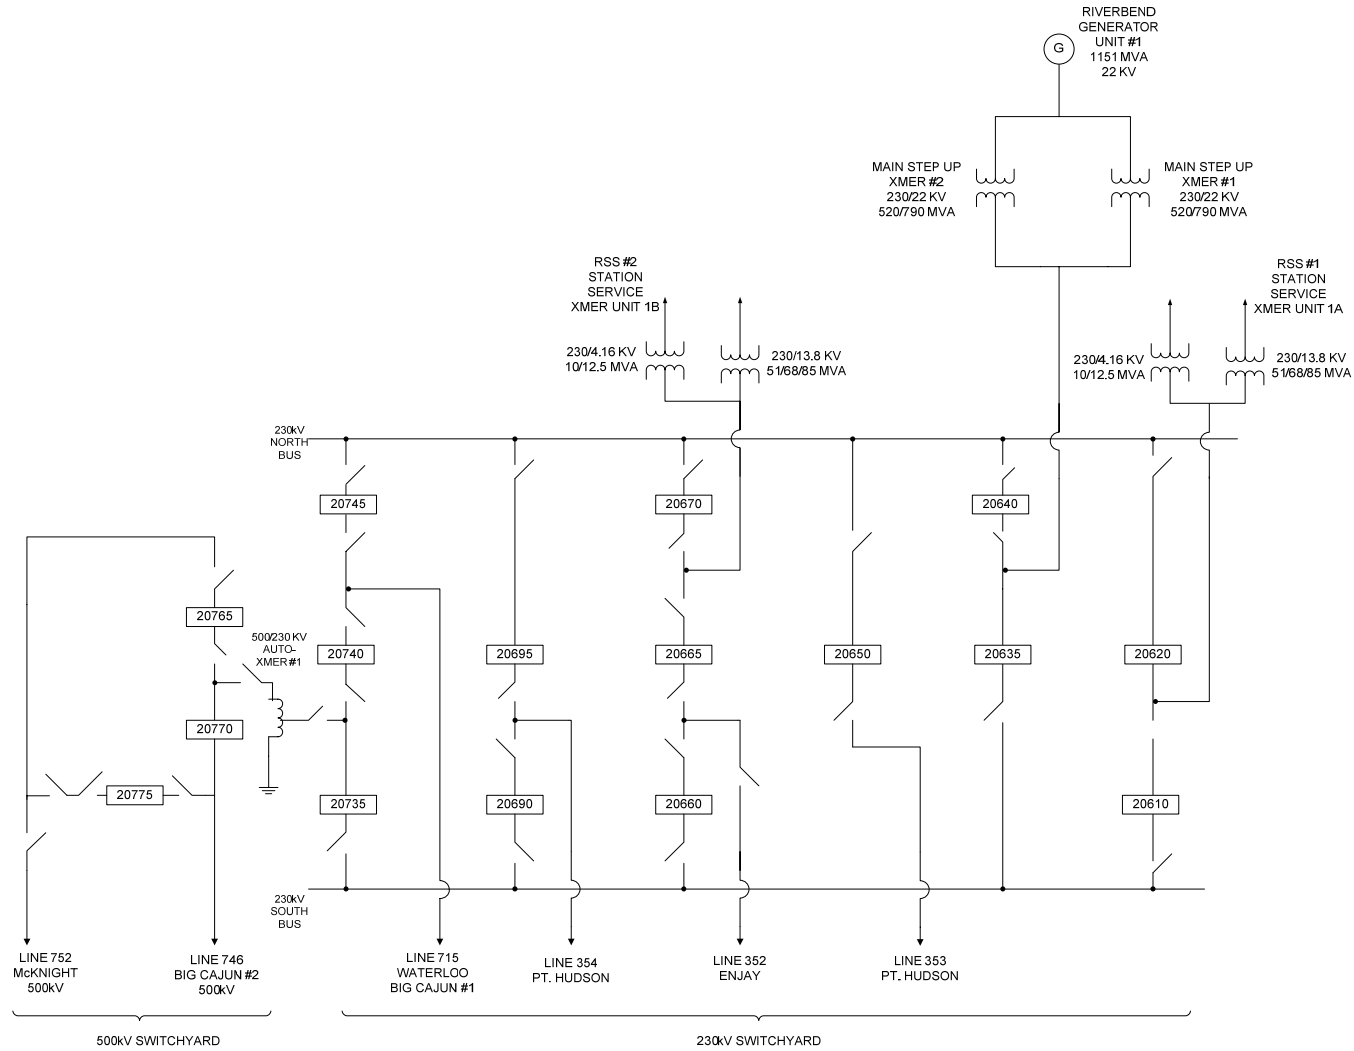 RIVERBEND
GENERATOR
UNIT #1
1151 MVA
22 KV
G
MAIN STEP UP
XMER #2
230/22 KV
520/790 MVA
MAIN STEP UP
XMER #1
230/22 KV
520/790 MVA
RSS #2
STATION
SERVICE
XMER UNIT 1B
RSS #1
STATION
SERVICE
XMER UNIT 1A
230/4.16 KV
10/12.5 MVA
230/13.8 KV
51/68/85 MVA
230/4.16 KV
10/12.5 MVA
230/13.8 KV
51/68/85 MVA
230kV
NORTH
BUS
20745
20670
20640
20765
500/230 KV
AUTO-
XMER #1
20740
20695
20665
20650
20635
20620
20770
20775
20735
20690
20660
20610
230kV
SOUTH
BUS
LINE 752
McKNIGHT
500kV
LINE 746
BIG CAJUN #2
500kV
LINE 715
WATERLOO
BIG CAJUN #1
LINE 354
PT. HUDSON
LINE 352
ENJAY
LINE 353
PT. HUDSON
500kV SWITCHYARD
230kV SWITCHYARD